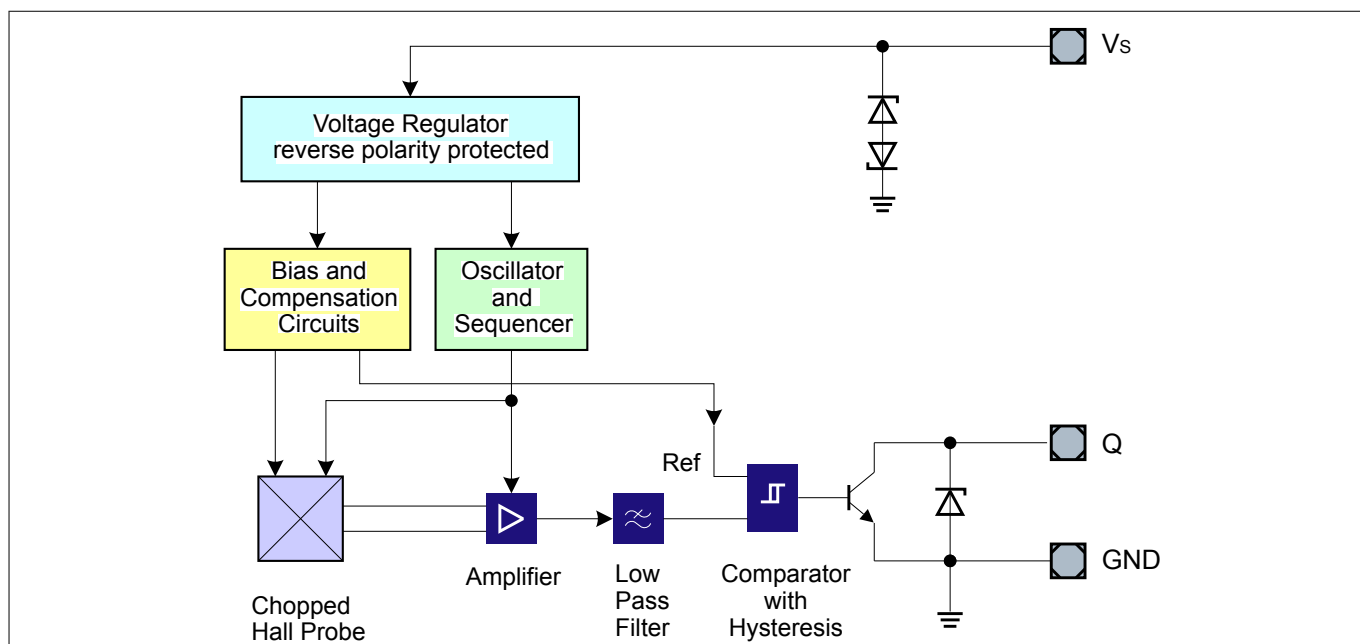 Vs
Voltage Regulator
reverse polarity protected
Bias and
Compensation
Circuits
Oscillator
and
Sequencer
Ref
Q
GND
Amplifier
Low
Pass
Filter
Comparator
with
Hysteresis
Chopped
Hall Probe